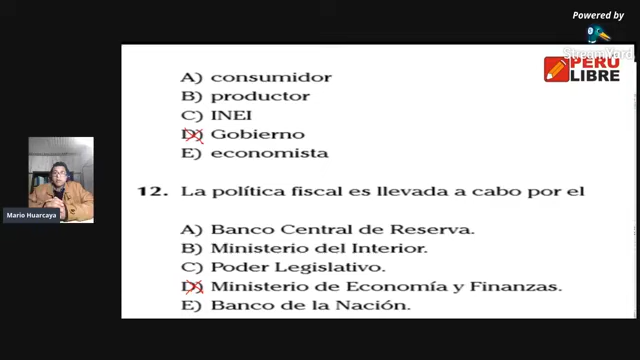 Powered by
StreamYard
PERÚ
LIBRE
A) consumidor
B) productor
C) INEI
D) Gobierno
E) economista
12. La política fiscal es llevada a cabo por el
A) Banco Central de Reserva.
B) Ministerio del Interior.
C) Poder Legislativo.
D) Ministerio de Economía y Finanzas.
E) Banco de la Nación.
Mario Huarcaya